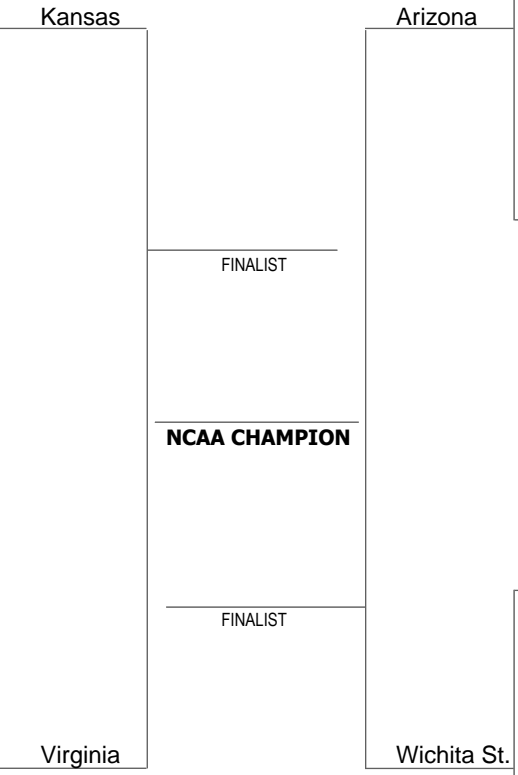 Kansas
Arizona
FINALIST
NCAA CHAMPION
FINALIST
Virginia
Wichita St.